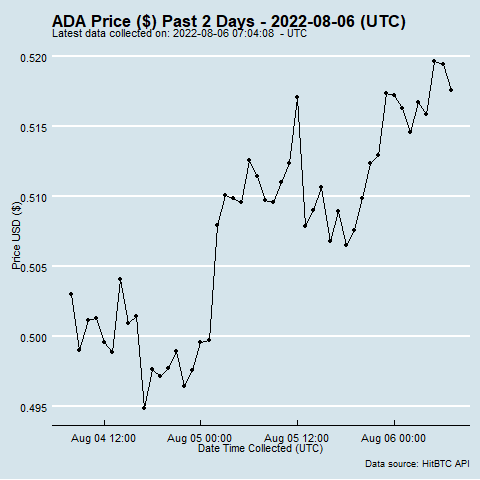 ADA Price ($) Past 2 Days - 2022-08-06 (UTC)
Latest data collected on: 2022-08-06 07:04:08 - UTC
0.520
0.515
0.510
0.505
0.500
0.495
Price USD ($)
Aug 04 12:00 Aug 05 00:00 Aug 05 12:00 Aug 06 00:00
Date Time Collected (UTC)
Data source: HitBTC API